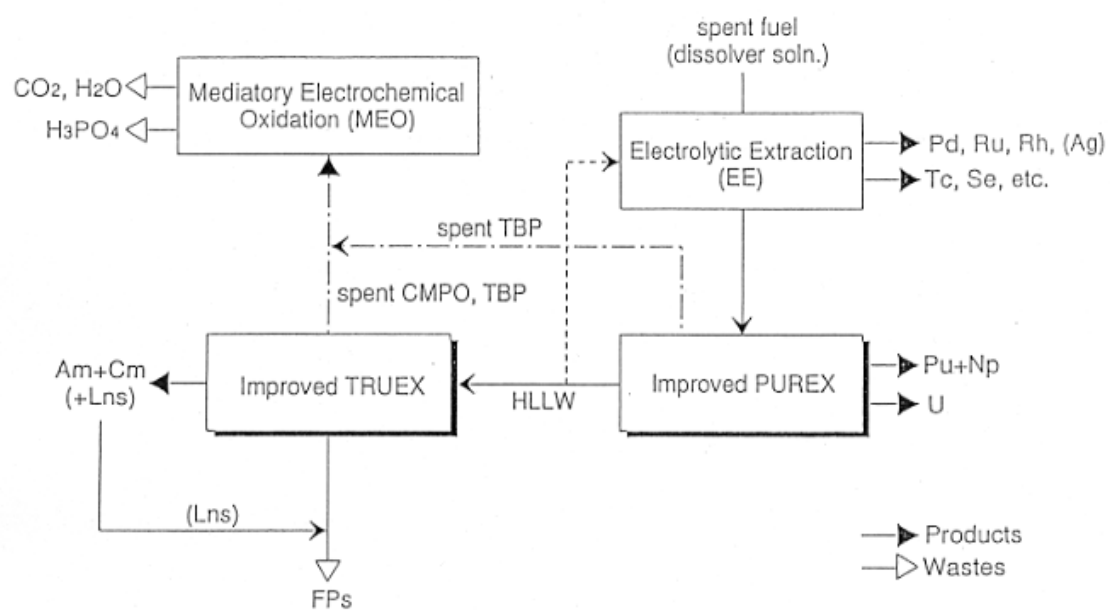 spent fuel
(dissolver soln.)
CO2, H2O
H3PO4
Mediatory Electrochemical
Oxidation (MEO)
Electrolytic Extraction
(EE)
Pd, Ru, Rh, (Ag)
Tc, Se, etc.
spent TBP
spent CMPO, TBP
Am+Cm
(+Lns)
Improved TRUEX
HLLW
Improved PUREX
Pu+Np
U
(Lns)
FPs
Products
Wastes